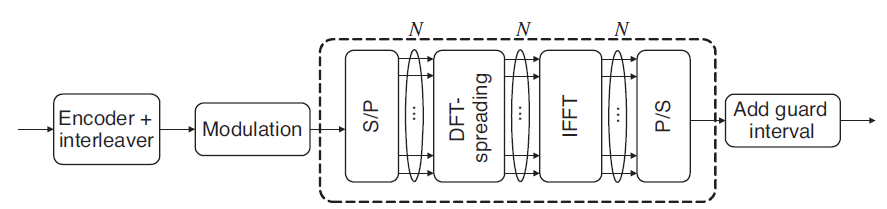 N
N
N
Encoder +
interleaver
Modulation
S/P
...
DFT-
spreading
...
IFFT
...
P/S
Add guard
interval